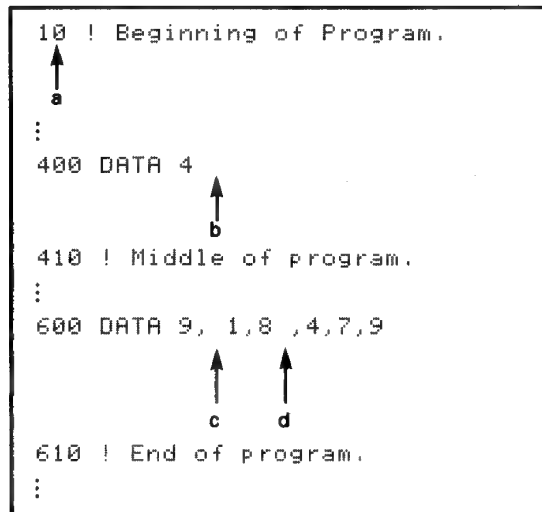 10 ! Beginning of Program.
a
⋮
400 DATA 4
b
410 ! Middle of program.
⋮
600 DATA 9, 1,8 ,4,7,9
c d
610 ! End of program.
⋮